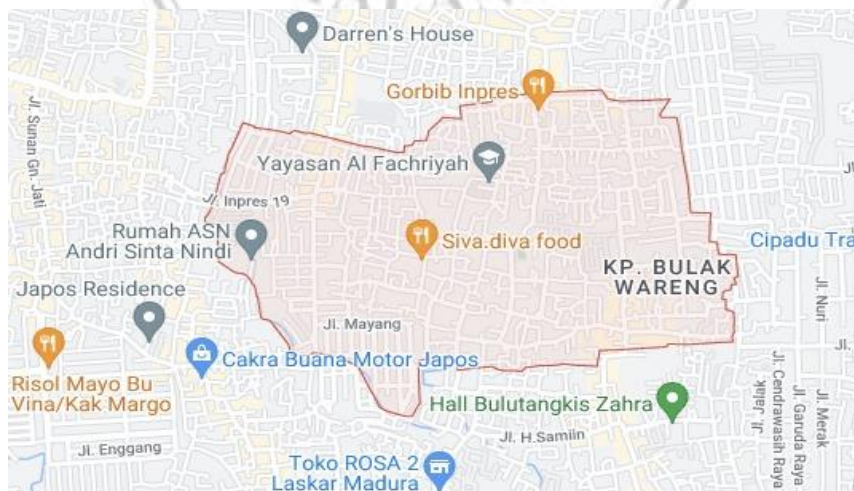 Darren's House
Gorbib Inpres
Jl. Sunan Gn. Jati
Yayasan Al Fachriyah
Jl. Inpres 19
Rumah ASN
Andri Sinta Nindi
Siva.diva food
Cipadu Tra
KP. BULAK
WARENG
Japos Residence
Jl. Nuri
Jl. Mayang
Cakra Buana Motor Japos
Risol Mayo Bu
Vina/Kak Margo
Hall Bulutangkis Zahra
Jl. Jalak
Jl. Cendrawasih Raya
Jl. Garuda Raya
Jl. Merak
Jl. H.Samiin
Jl. Enggang
Toko ROSA 2
Laskar Madura